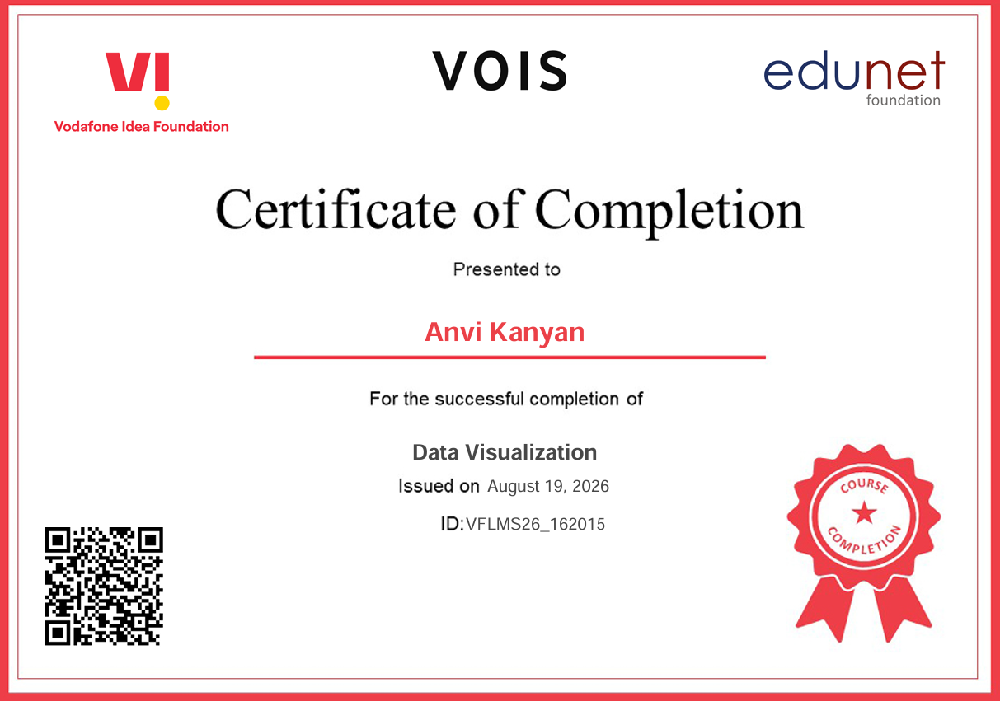 VI
Vodafone Idea Foundation
VOIS
edunet
foundation
Certificate of Completion
Presented to
Anvi Kanyan
For the successful completion of
Data Visualization
Issued on August 19, 2026
ID:VFLMS26_162015
COURSE
COMPLETION